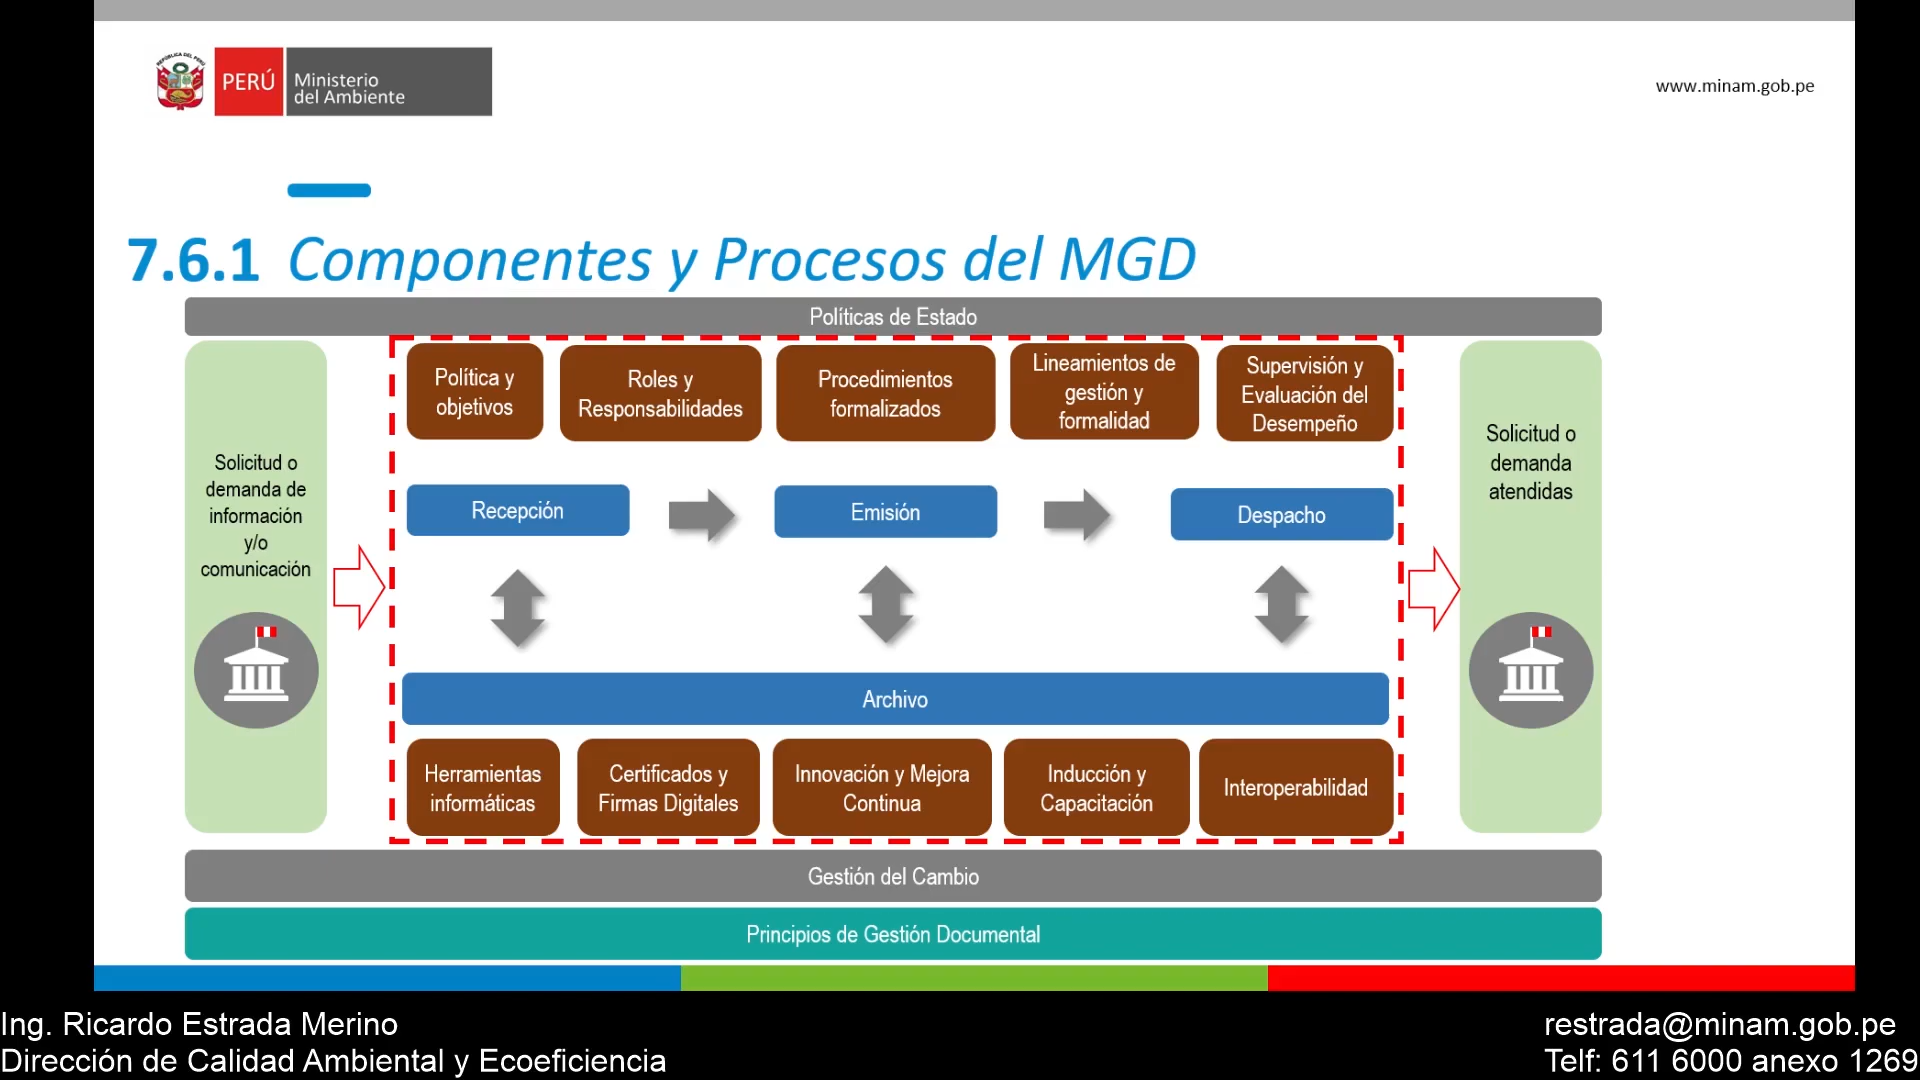 REPÚBLICA DEL PERÚ
PERÚ
Ministerio
del Ambiente
www.minam.gob.pe
7.6.1 Componentes y Procesos del MGD
Políticas de Estado
Solicitud o
demanda de
información
y/o
comunicación
Política y
objetivos
Roles y
Responsabilidades
Procedimientos
formalizados
Lineamientos de
gestión y
formalidad
Supervisión y
Evaluación del
Desempeño
Recepción
Emisión
Despacho
Archivo
Herramientas
informáticas
Certificados y
Firmas Digitales
Innovación y Mejora
Continua
Inducción y
Capacitación
Interoperabilidad
Solicitud o
demanda
atendidas
Gestión del Cambio
Principios de Gestión Documental
Ing. Ricardo Estrada Merino
Dirección de Calidad Ambiental y Ecoeficiencia
restrada@minam.gob.pe
Telf: 611 6000 anexo 1269